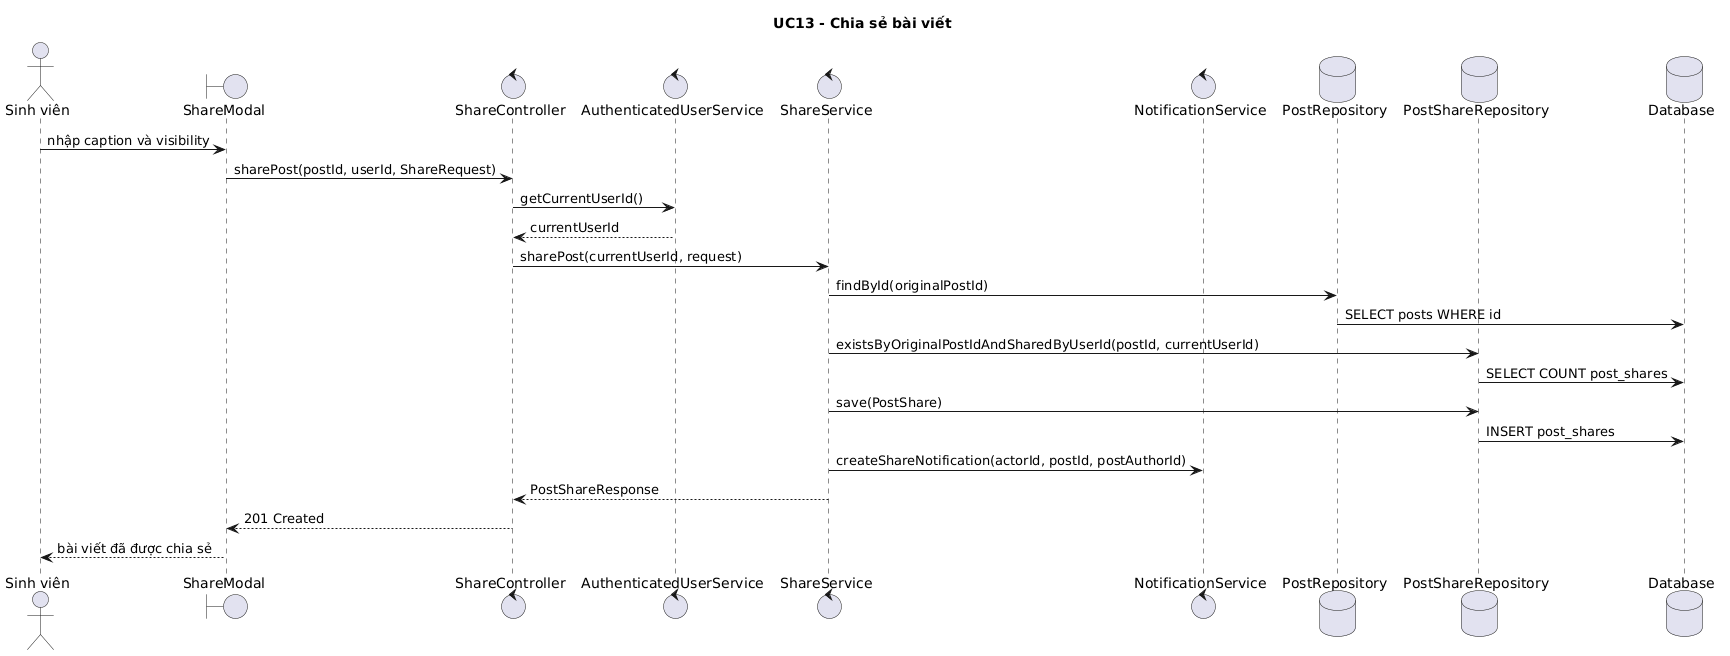 UC13 - Chia sẻ bài viết
Sinh viên
ShareModal
ShareController
AuthenticatedUserService
ShareService
NotificationService
PostRepository
PostShareRepository
Database
nhập caption và visibility
sharePost(postId, userId, ShareRequest)
getCurrentUserId()
currentUserId
sharePost(currentUserId, request)
findById(originalPostId)
SELECT posts WHERE id
existsByOriginalPostIdAndSharedByUserId(postId, currentUserId)
SELECT COUNT post_shares
save(PostShare)
INSERT post_shares
createShareNotification(actorId, postId, postAuthorId)
PostShareResponse
201 Created
bài viết đã được chia sẻ
Sinh viên
ShareModal
ShareController
AuthenticatedUserService
ShareService
NotificationService
PostRepository
PostShareRepository
Database